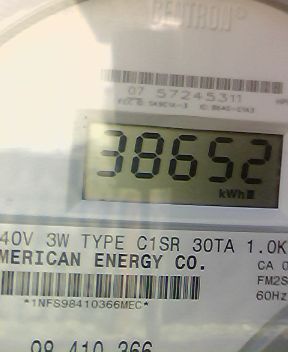 CENTRON®
07 57245311
38652
kWh
40V 3W TYPE C1SR 30TA 1.0K
MERICAN ENERGY CO.
CA 0
FM2S
60Hz
*1NFS98410366MEC*
98 410 366